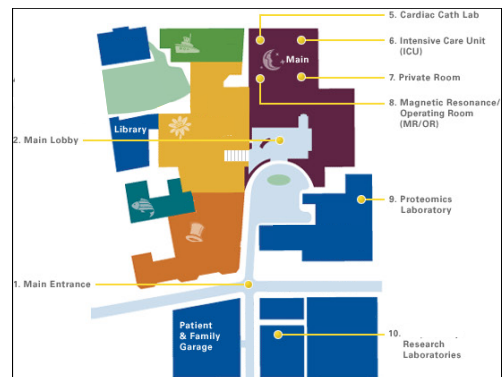 5. Cardiac Cath Lab
6. Intensive Care Unit
(ICU)
Main
7. Private Room
8. Magnetic Resonance/
Operating Room
(MR/OR)
Library
2. Main Lobby
9. Proteomics
Laboratory
1. Main Entrance
Patient
& Family
Garage
10.
Research
Laboratories